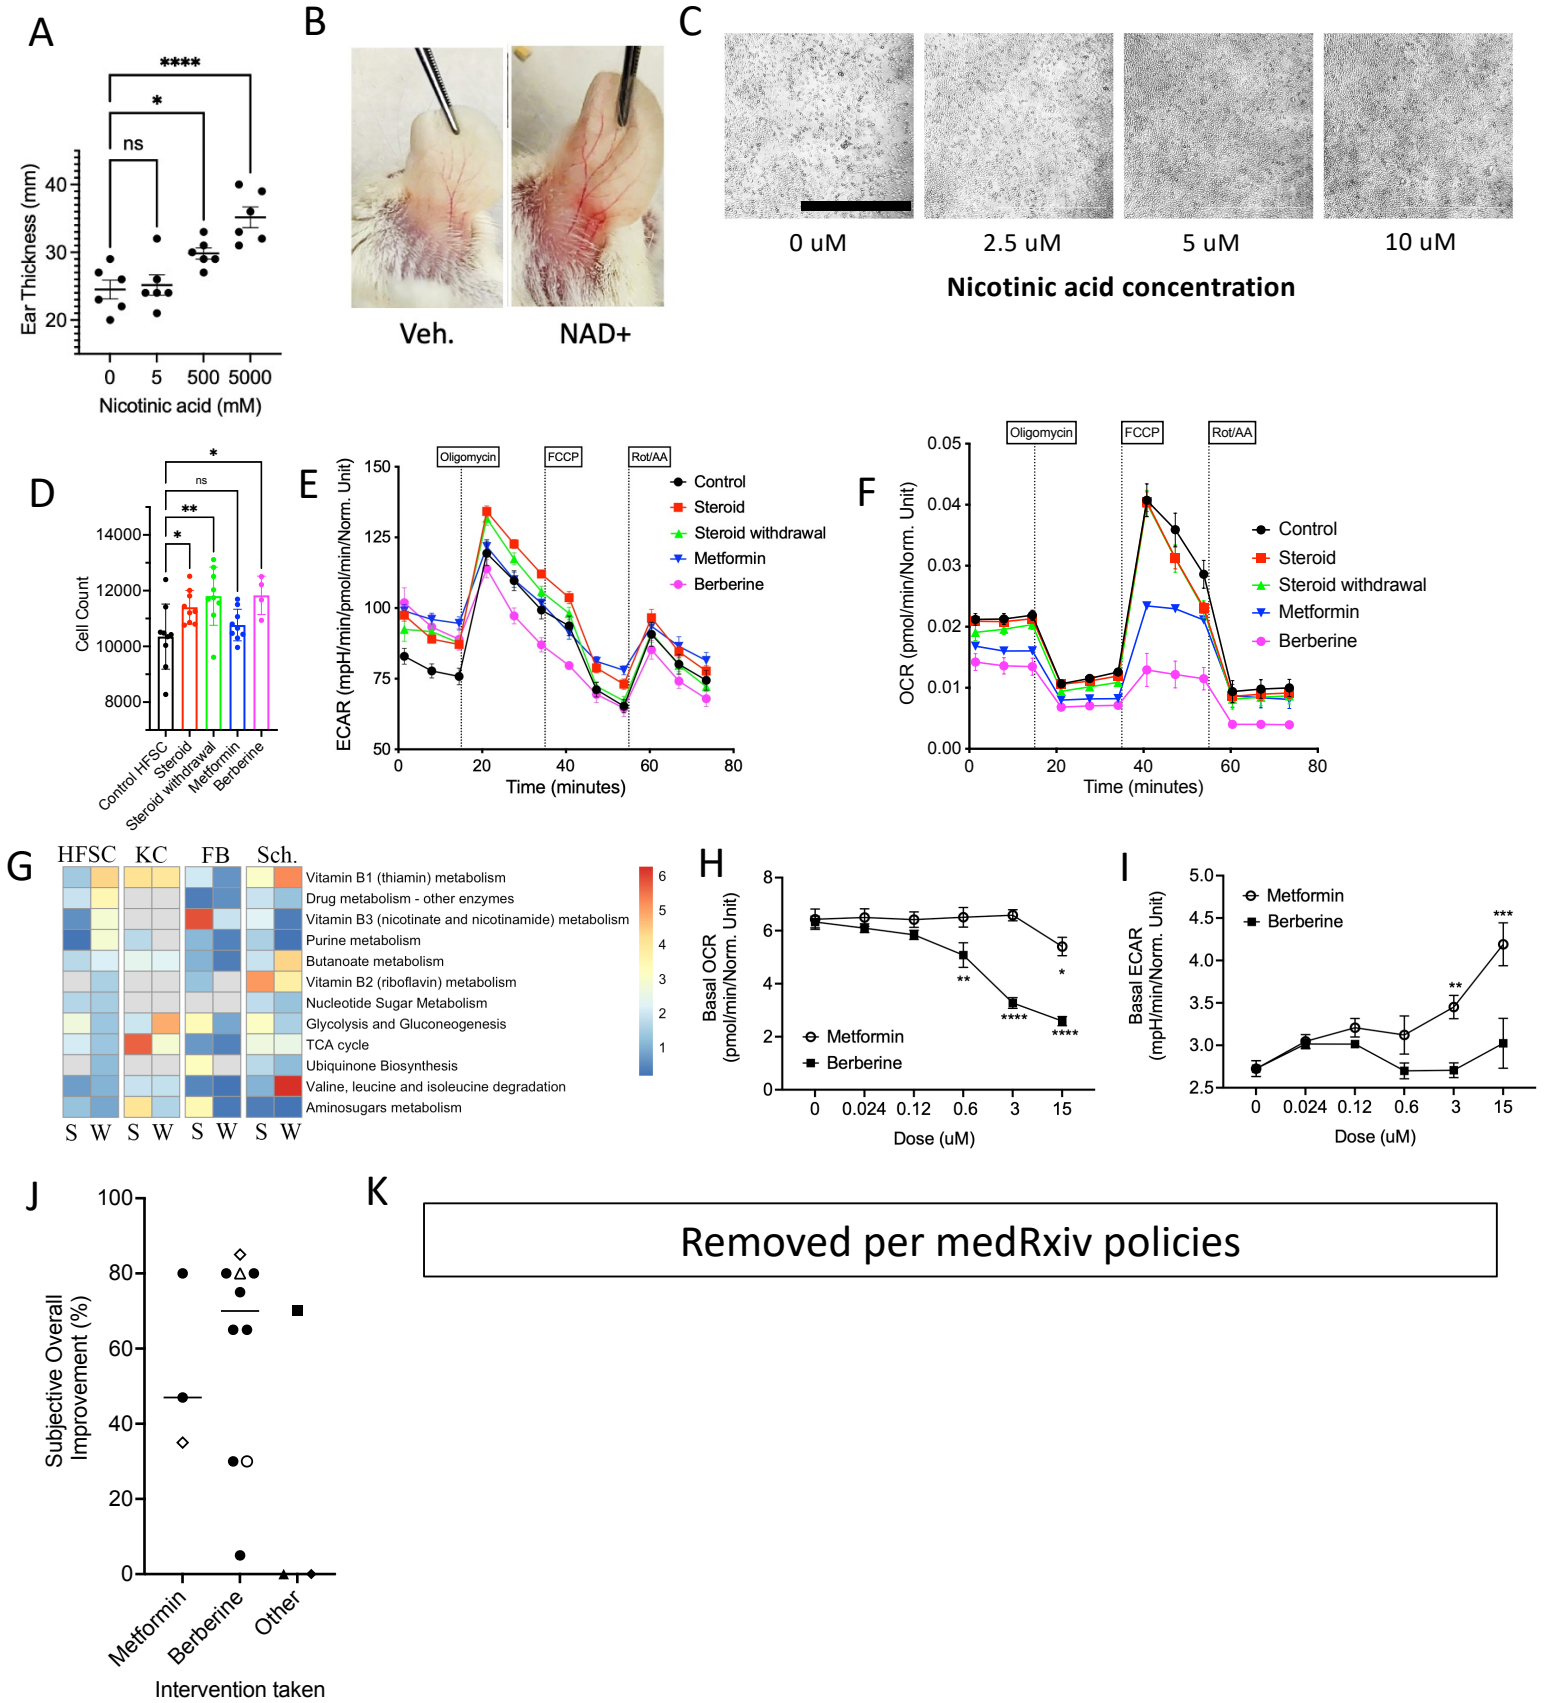 A
****
*
ns
Ear Thickness (mm)
40
30
20
0 5 500 5000
Nicotinic acid (mM)
B
Veh. NAD+
C
0 uM 2.5 uM 5 uM 10 uM
Nicotinic acid concentration
D
*
ns
**
*
Cell Count
14000
12000
10000
8000
Control HFSC
Steroid
Steroid withdrawal
Metformin
Berberine
E
Oligomycin FCCP Rot/AA
ECAR (mpH/min/pmol/min/Norm. Unit)
150
125
100
75
50
0 20 40 60 80
Time (minutes)
Control
Steroid
Steroid withdrawal
Metformin
Berberine
F
Oligomycin FCCP Rot/AA
OCR (pmol/min/Norm. Unit)
0.05
0.04
0.03
0.02
0.01
0.00
0 20 40 60 80
Time (minutes)
Control
Steroid
Steroid withdrawal
Metformin
Berberine
G
HFSC KC FB Sch.
Vitamin B1 (thiamin) metabolism
Drug metabolism - other enzymes
Vitamin B3 (nicotinate and nicotinamide) metabolism
Purine metabolism
Butanoate metabolism
Vitamin B2 (riboflavin) metabolism
Nucleotide Sugar Metabolism
Glycolysis and Gluconeogenesis
TCA cycle
Ubiquinone Biosynthesis
Valine, leucine and isoleucine degradation
Aminosugars metabolism
S W S W S W S W
6
5
4
3
2
1
H
Basal OCR
(pmol/min/Norm. Unit)
8
6
4
2
0
**
****
*
****
Metformin
Berberine
0 0.024 0.12 0.6 3 15
Dose (uM)
I
Basal ECAR
(mpH/min/Norm. Unit)
5.0
4.5
4.0
3.5
3.0
2.5
Metformin
Berberine
**
***
0 0.024 0.12 0.6 3 15
Dose (uM)
J
Subjective Overall
Improvement (%)
100
80
60
40
20
0
Metformin
Berberine
Other
Intervention taken
K
Removed per medRxiv policies